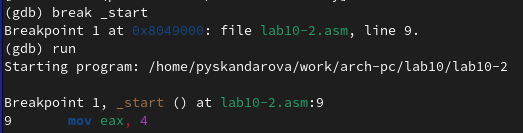 (gdb) break _start
Breakpoint 1 at 0x8049000: file lab10-2.asm, line 9.
(gdb) run
Starting program: /home/pyskandarova/work/arch-pc/lab10/lab10-2
Breakpoint 1, _start () at lab10-2.asm:9
9 mov eax, 4